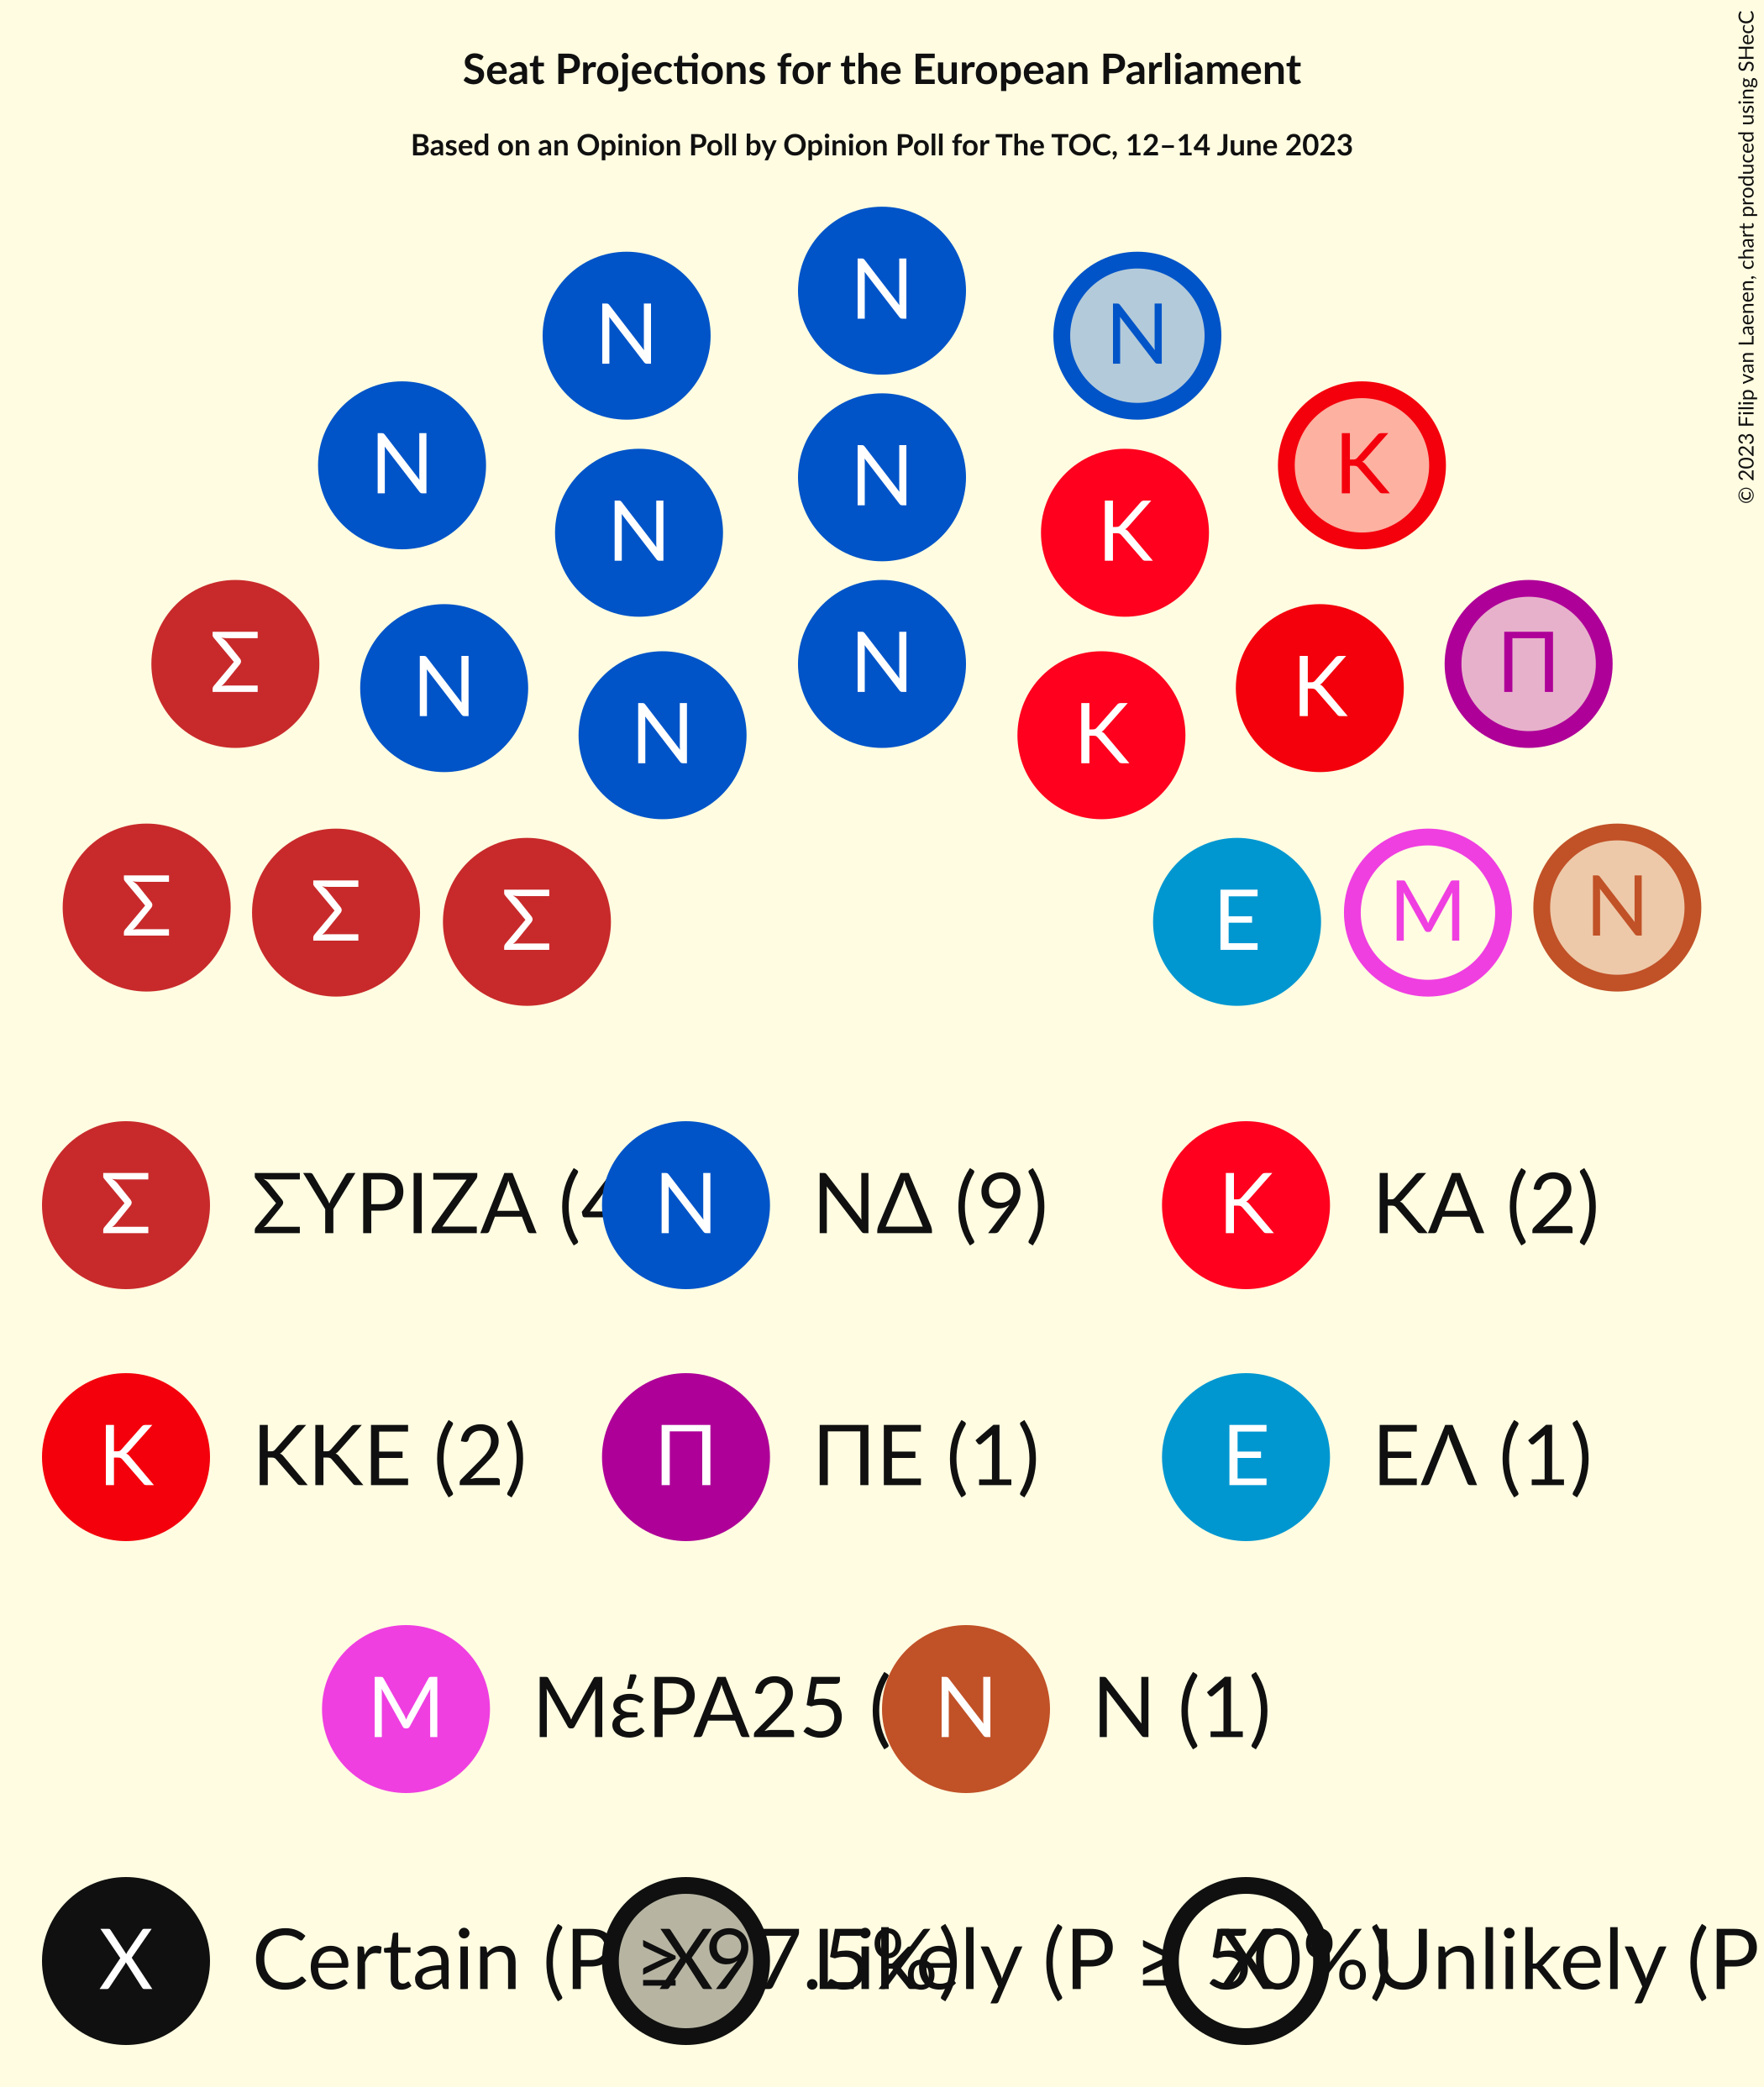 Seat Projections for the European Parliament
Based on an Opinion Poll by Opinion Poll for The TOC, 12–14 June 2023
© 2023 Filip van Laenen, chart produced using SHecC
N
N N
N K
N N
N K
Σ N Π
N K K
N K
Σ Σ Σ E M N
Σ ΣΥΡΙΖΑ (4 N ΝΔ (9) K ΚΑ (2)
K ΚΚΕ (2) Π ΠΕ (1) E ΕΛ (1)
M ΜέΡΑ25 ( N Ν (1)
X Certain (P ≥ 97.5%) X Likely (P ≥ 50%) X Unlikely (P